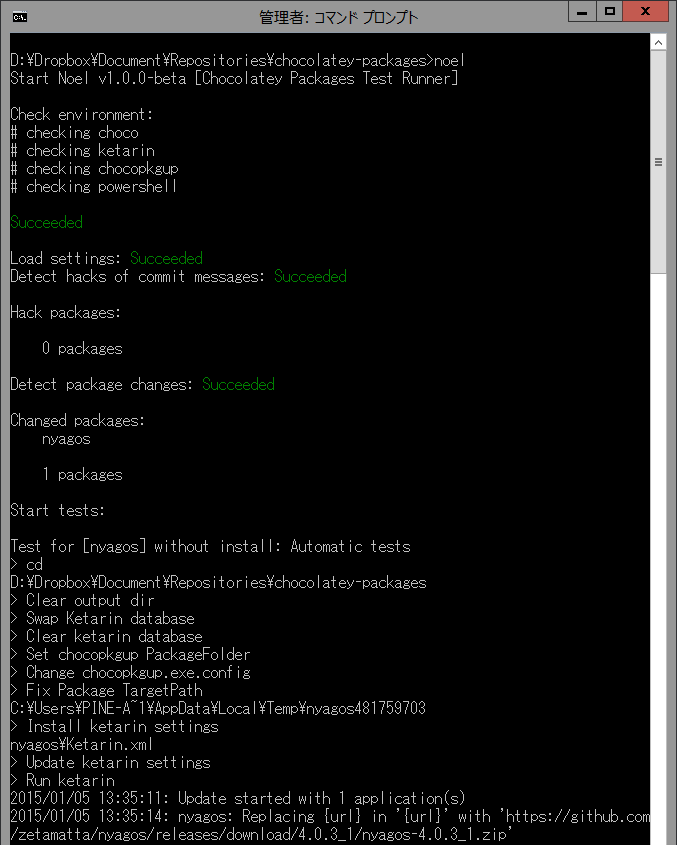 管理者: コマンド プロンプト
D:¥Dropbox¥Document¥Repositories¥chocolatey-packages>noel
Start Noel v1.0.0-beta [Chocolatey Packages Test Runner]
Check environment:
# checking choco
# checking ketarin
# checking chocopkgup
# checking powershell
Succeeded
Load settings: Succeeded
Detect hacks of commit messages: Succeeded
Hack packages:
0 packages
Detect package changes: Succeeded
Changed packages:
nyagos
1 packages
Start tests:
Test for [nyagos] without install: Automatic tests
> cd
D:¥Dropbox¥Document¥Repositories¥chocolatey-packages
> Clear output dir
> Swap Ketarin database
> Clear ketarin database
> Set chocopkgup PackageFolder
> Change chocopkgup.exe.config
> Fix Package TargetPath
C:¥Users¥PINE-A~1¥AppData¥Local¥Temp¥nyagos481759703
> Install ketarin settings
nyagos¥Ketarin.xml
> Update ketarin settings
> Run ketarin
2015/01/05 13:35:11: Update started with 1 application(s)
2015/01/05 13:35:14: nyagos: Replacing {url} in '{url}' with 'https://github.com
/zetamatta/nyagos/releases/download/4.0.3_1/nyagos-4.0.3_1.zip'